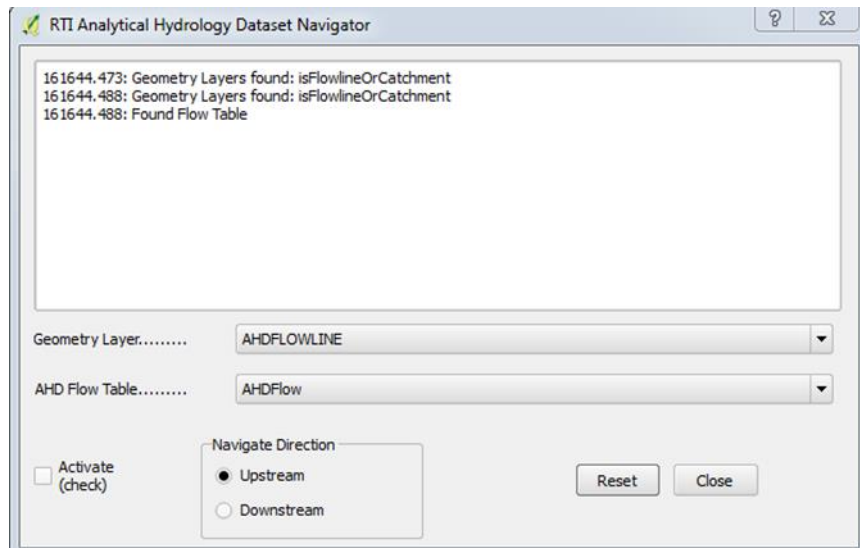 RTI Analytical Hydrology Dataset Navigator
161644.473: Geometry Layers found: isFlowlineOrCatchment
161644.488: Geometry Layers found: isFlowlineOrCatchment
161644.488: Found Flow Table
Geometry Layer......... AHDFLOWLINE
AHD Flow Table......... AHDFlow
Navigate Direction
Activate
(check)
Upstream
Downstream
Reset Close